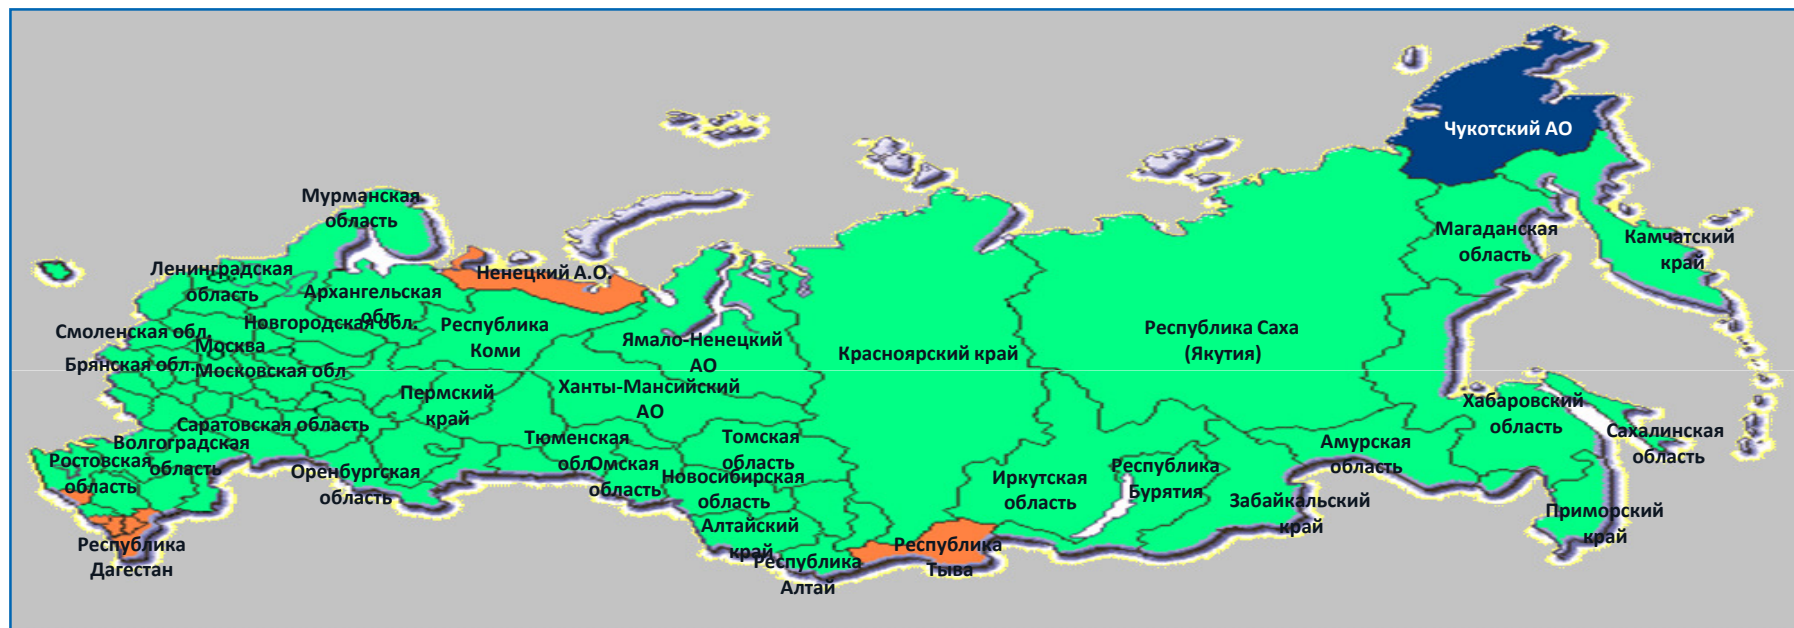 Чукотский АО
Мурманская
область
Магаданская
область
Камчатский
край
Ленинградская
область
Ненецкий А.О.
Архангельская
обл.
Смоленская обл.
Новгородская обл.
Республика
Коми
Москва
Ямало-Ненецкий
АО
Красноярский край
Республика Саха
(Якутия)
Брянская обл.
Московская обл.
Пермский
край
Ханты-Мансийский
АО
Хабаровский
область
Сахалинская
область
Саратовская область
Волгоградская
область
Ростовская
область
Оренбургская
область
Тюменская
обл.
Омская
область
Томская
область
Новосибирская
область
Иркутская
область
Республика
Бурятия
Амурская
область
Забайкальский
край
Приморский
край
Алтайский
край
Республика
Алтай
Республика
Тыва
Республика
Дагестан